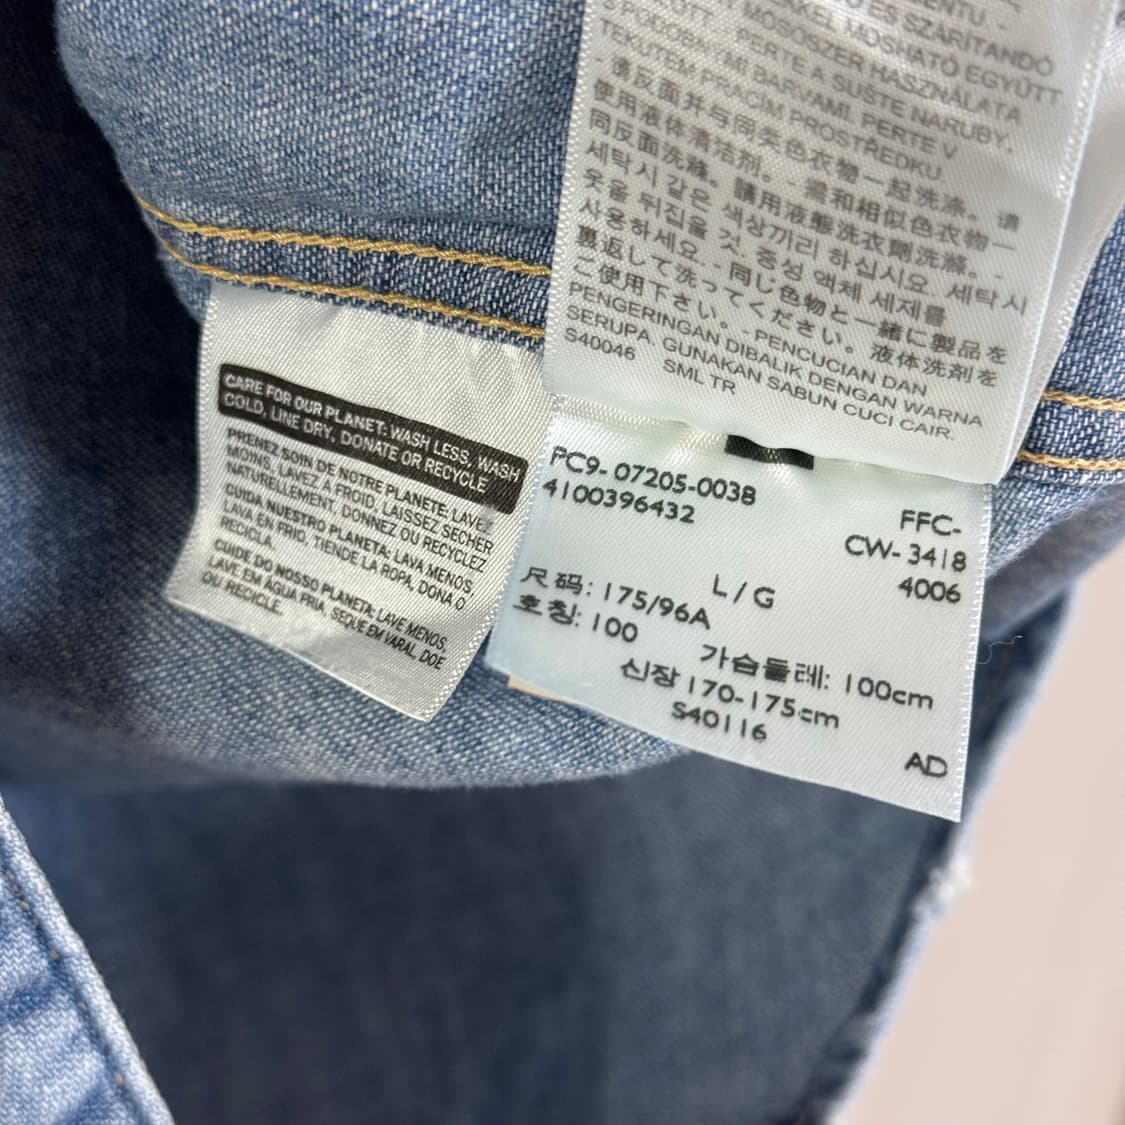 MENTU -
O ES SZÁRÍTANDÓ
MOSHATÓ EGYÜTT
MOSÓSZER HASZNÁLATA
PERTE A SUŠTE NARUBY.
S PODOBNÝMI BARVAMI. PERTE V
TEKUTÉM PRACÍM PROSTŘEDKU.
- 请反面并与同类色衣物一起洗涤。请
使用液体清洁剂。- 濃和相似色衣物一
同反面洗滌。請用液態洗衣劑洗滌。-
세탁시 같은 색상끼리 하십시요. 세탁시
옷을 뒤집을 것. 중성 액체 세제를
사용하세요. - 同じ色物と一緒に製品を
裏返して洗ってください。液体洗剤を
ご使用下さい。- PENCUCIAN DAN
PENGERINGAN DIBALIK DENGAN WARNA
SERUPA. GUNAKAN SABUN CUCI CAIR.
S40046 SML TR
CARE FOR OUR PLANET: WASH LESS, WASH
COLD, LINE DRY, DONATE OR RECYCLE
PRENEZ SOIN DE NOTRE PLANETE: LAVEZ
MOINS, LAVEZ A FROID, LAISSEZ SECHER
NATURELLEMENT, DONNEZ OU RECYCLEZ
CUIDA NUESTRO PLANETA: LAVA MENOS,
LAVA EN FRIO, TIENDE LA ROPA, DONA O
RECICLA.
CUIDE DO NOSSO PLANETA: LAVE MENOS,
LAVE EM AGUA FRIA, SEQUE EM VARAL, DOE
OU RECICLE.
PC9- 07205-0038
4100396432
FFC-
CW- 3418
4006
L / G
尺码: 175/96A
호칭: 100
가슴둘레: 100cm
신장 170-175cm
S40116
AD